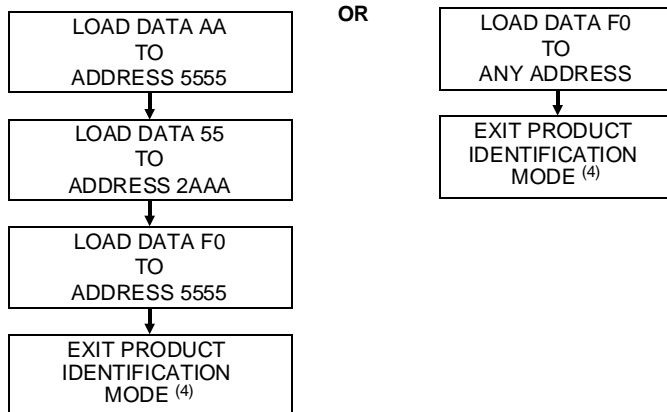 LOAD DATA AA
TO
ADDRESS 5555
LOAD DATA 55
TO
ADDRESS 2AAA
LOAD DATA F0
TO
ADDRESS 5555
EXIT PRODUCT
IDENTIFICATION
MODE (4)
OR
LOAD DATA F0
TO
ANY ADDRESS
EXIT PRODUCT
IDENTIFICATION
MODE (4)